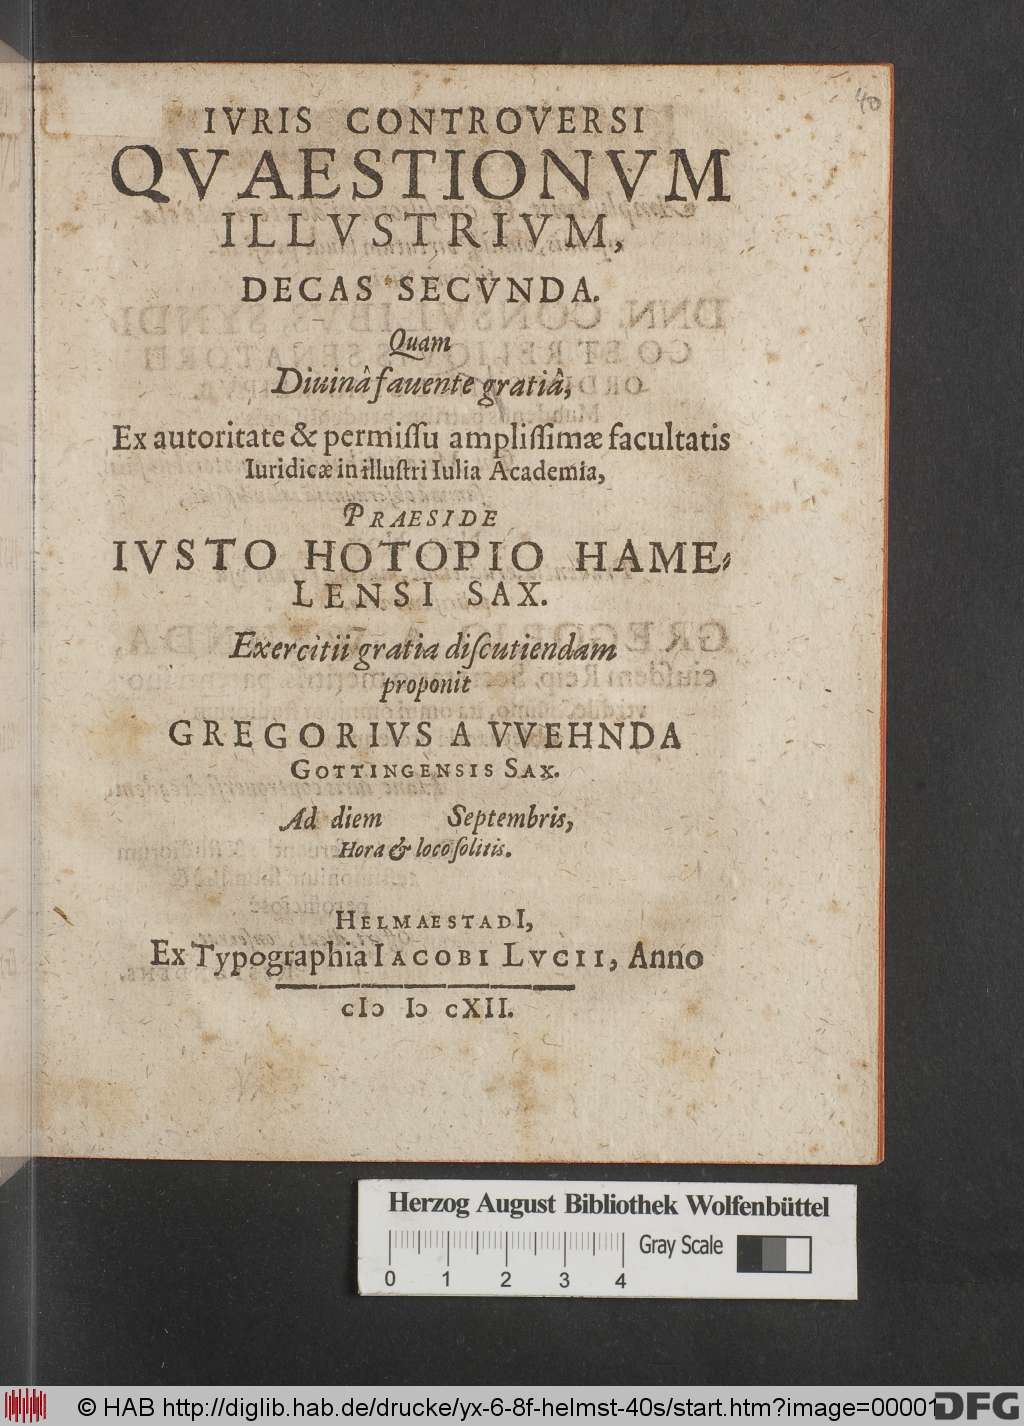 40
IVRIS CONTROVERSI
QVAESTIONVM
ILLVSTRIVM,
DECAS SECVNDA.
Quam
Diuinâ fauente gratiâ,
Ex autoritate & permiſſu ampliſſimæ facultatis
Iuridicæ in illuſtri Iulia Academia,
PRAESIDE
IVSTO HOTOPIO HAME-
LENSI SAX.
Exercitii gratia diſcutiendam
proponit
GREGORIVS A VVEHNDA
GOTTINGENSIS SAX.
Ad diem Septembris,
Hora & loco ſolitis.
HELMAESTADI,
Ex Typographia IACOBI LVCII, Anno
cIↄ Iↄ cXII.
Herzog August Bibliothek Wolfenbüttel
Gray Scale
0 1 2 3 4
© HAB http://diglib.hab.de/drucke/yx-6-8f-helmst-40s/start.htm?image=00001
DFG